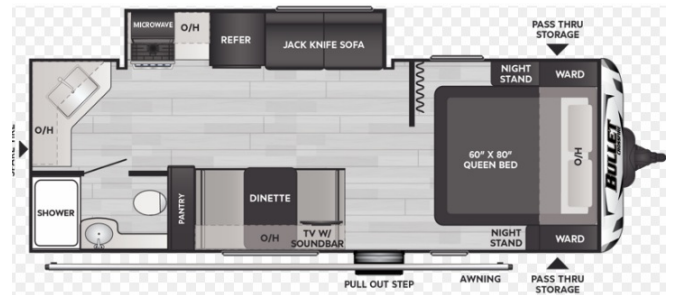 PASS THRU
STORAGE
MICROWAVE
O/H
REFER
JACK KNIFE SOFA
NIGHT
STAND
WARD
O/H
60" X 80"
QUEEN BED
O/H
BULLET
SHOWER
PANTRY
DINETTE
O/H
TV W/
SOUNDBAR
NIGHT
STAND
WARD
PULL OUT STEP
AWNING
PASS THRU
STORAGE